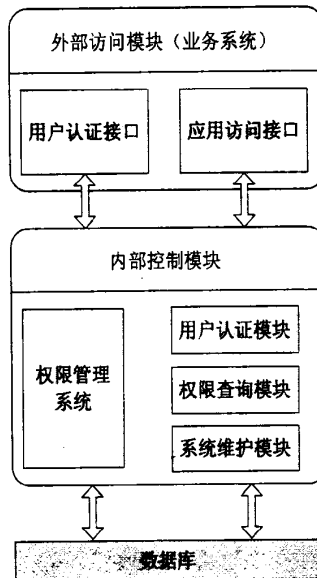 外部访问模块（业务系统）
用户认证接口
应用访问接口
内部控制模块
权限管理
系统
用户认证模块
权限查询模块
系统维护模块
数据库